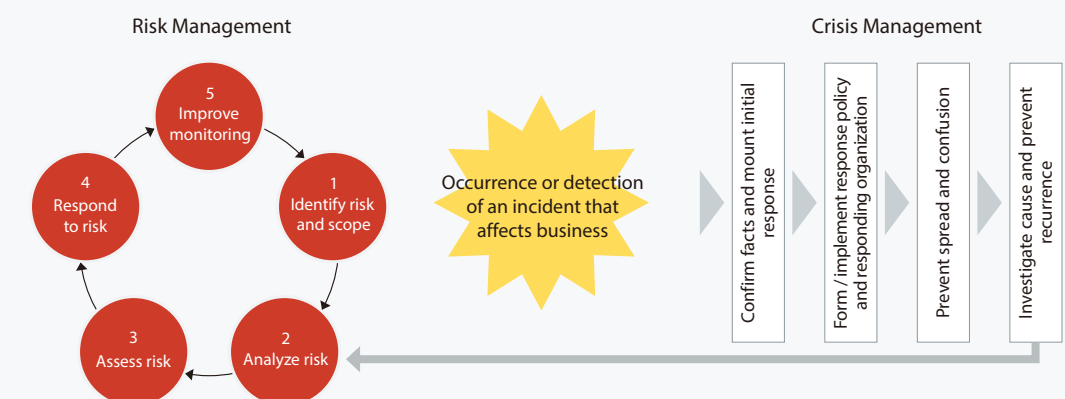 Risk Management
5
Improve
monitoring
1
Identify risk
and scope
2
Analyze risk
3
Assess risk
4
Respond
to risk
Occurrence or detection
of an incident that
affects business
Crisis Management
Confirm facts and mount initial
response
Form / implement response policy
and responding organization
Prevent spread and confusion
Investigate cause and prevent
recurrence